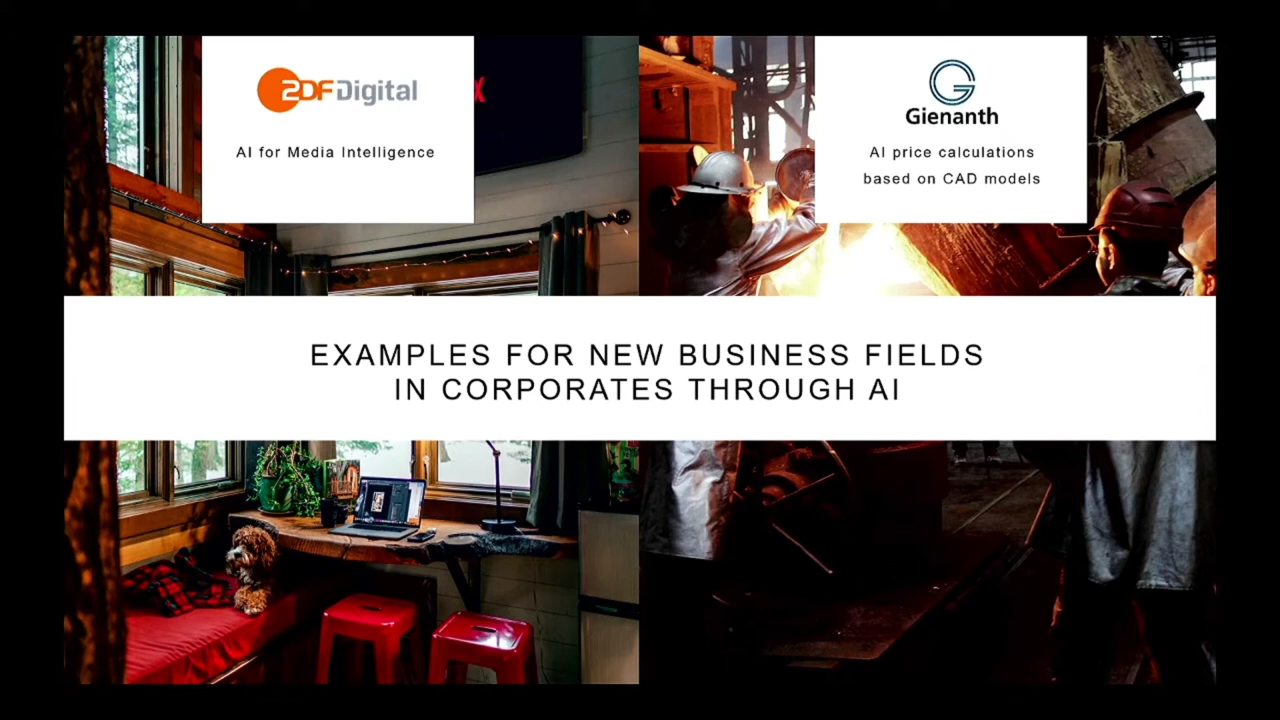 ZDF Digital
AI for Media Intelligence
X
G
Gienanth
AI price calculations
based on CAD models
EXAMPLES FOR NEW BUSINESS FIELDS
IN CORPORATES THROUGH AI